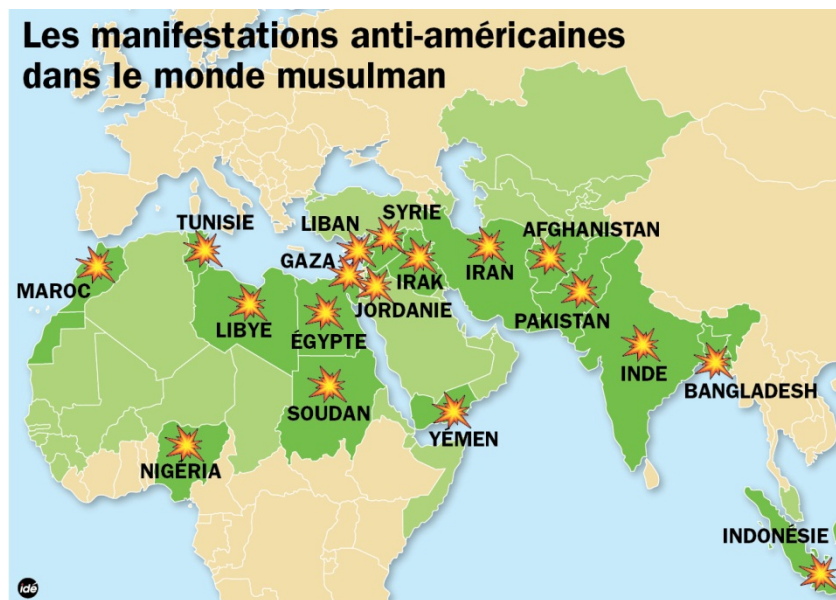 Les manifestations anti-américaines
dans le monde musulman
TUNISIE
LIBAN
SYRIE
AFGHANISTAN
GAZA
MAROC
IRAK
IRAN
LIBYE
ÉGYPTE
JORDANIE
PAKISTAN
INDE
BANGLADESH
SOUDAN
YÉMEN
NIGÉRIA
INDONÉSIE
idé